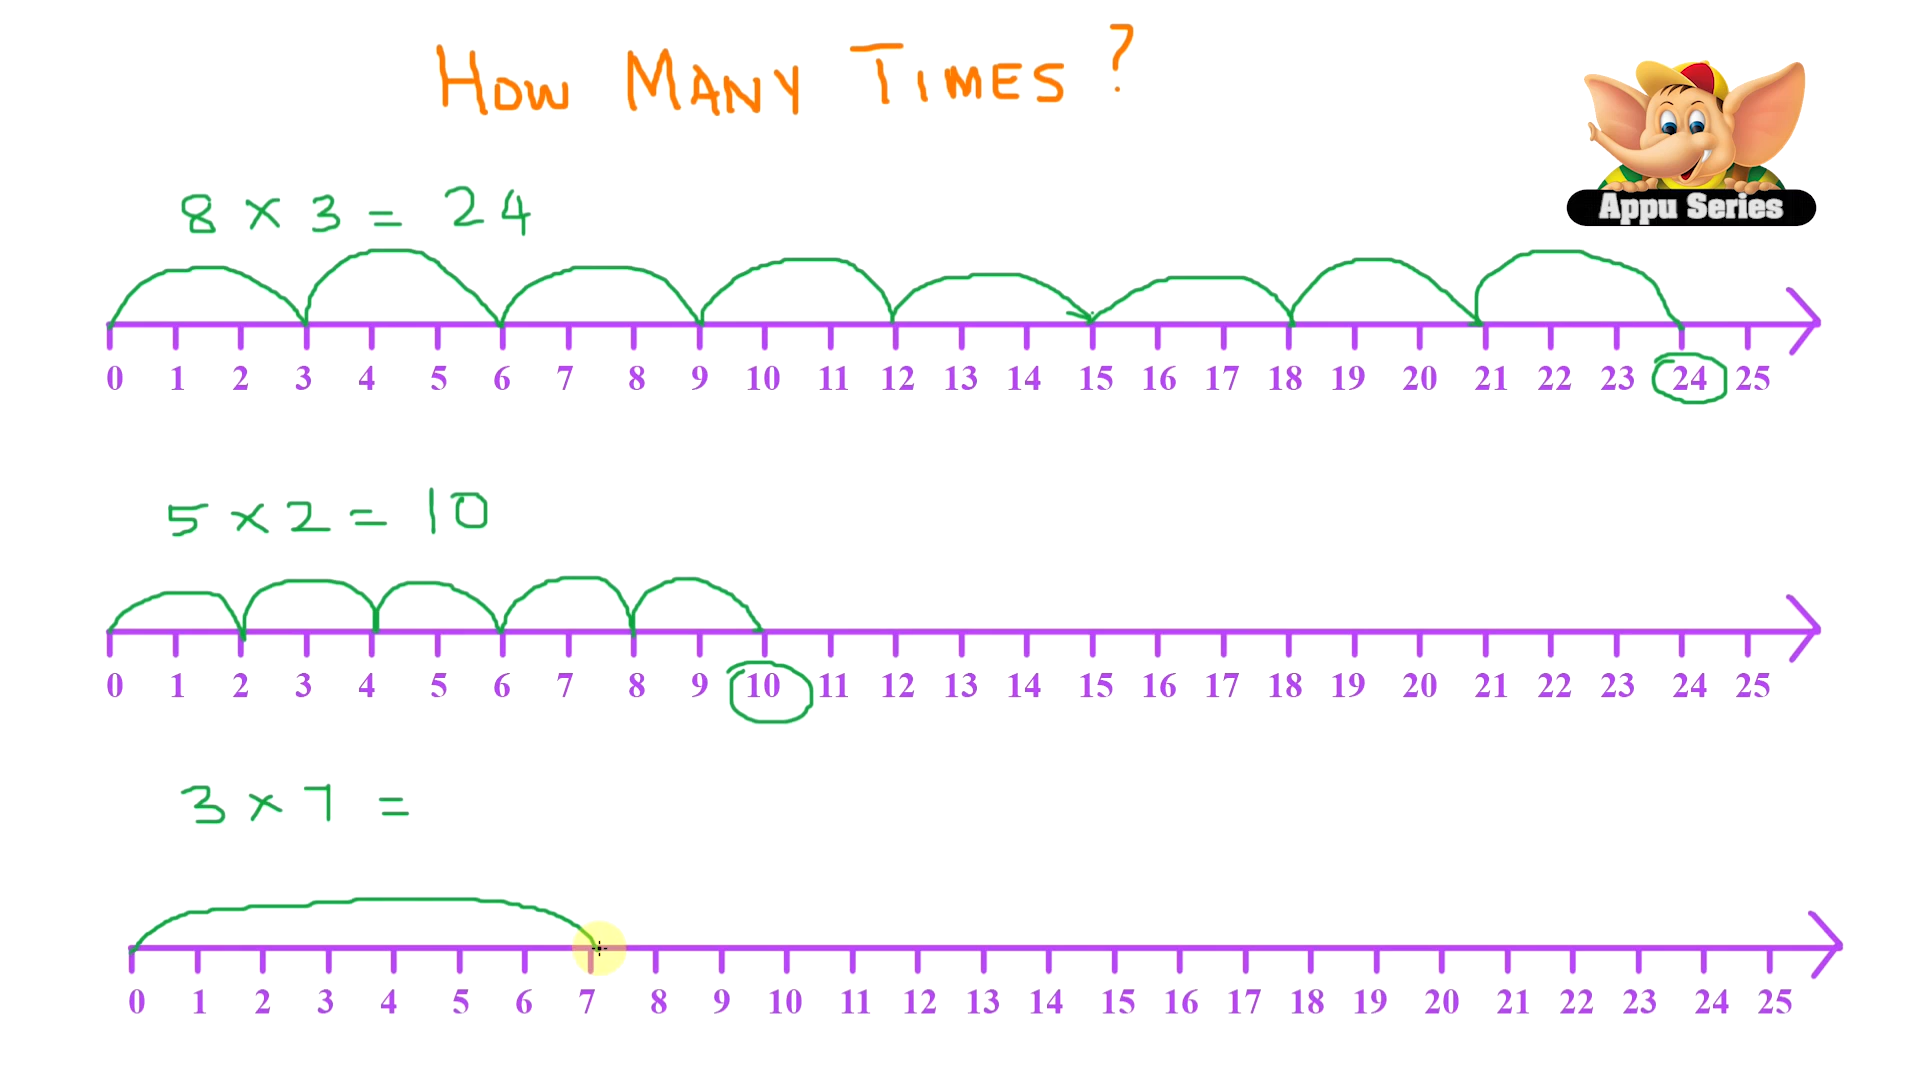 HOW MANY TIMES?
Appu Series
8 × 3 = 24
0 1 2 3 4 5 6 7 8 9 10 11 12 13 14 15 16 17 18 19 20 21 22 23 24 25
5 × 2 = 10
0 1 2 3 4 5 6 7 8 9 10 11 12 13 14 15 16 17 18 19 20 21 22 23 24 25
3 × 7 =
0 1 2 3 4 5 6 7 8 9 10 11 12 13 14 15 16 17 18 19 20 21 22 23 24 25